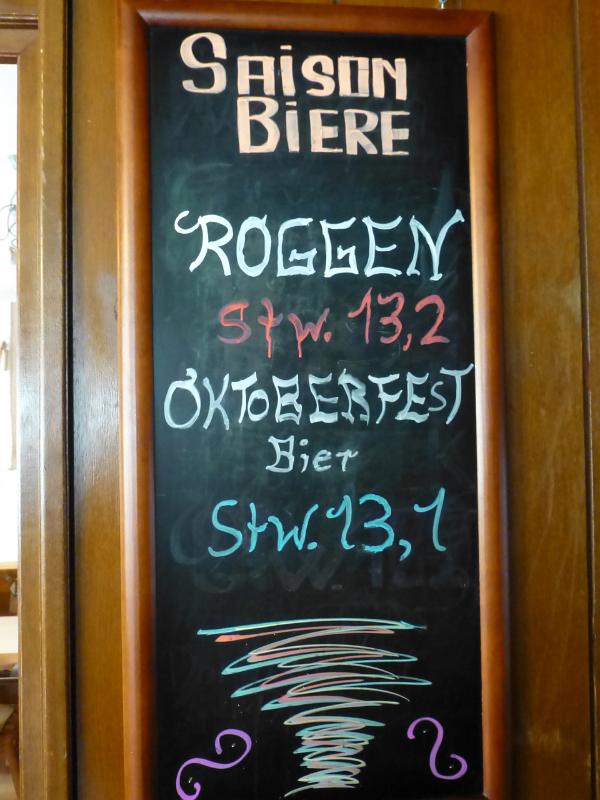 SAiSON
BiERE
ROGGEN
Stw. 13,2
OKTOBERFEST
Bier
Stw. 13,1